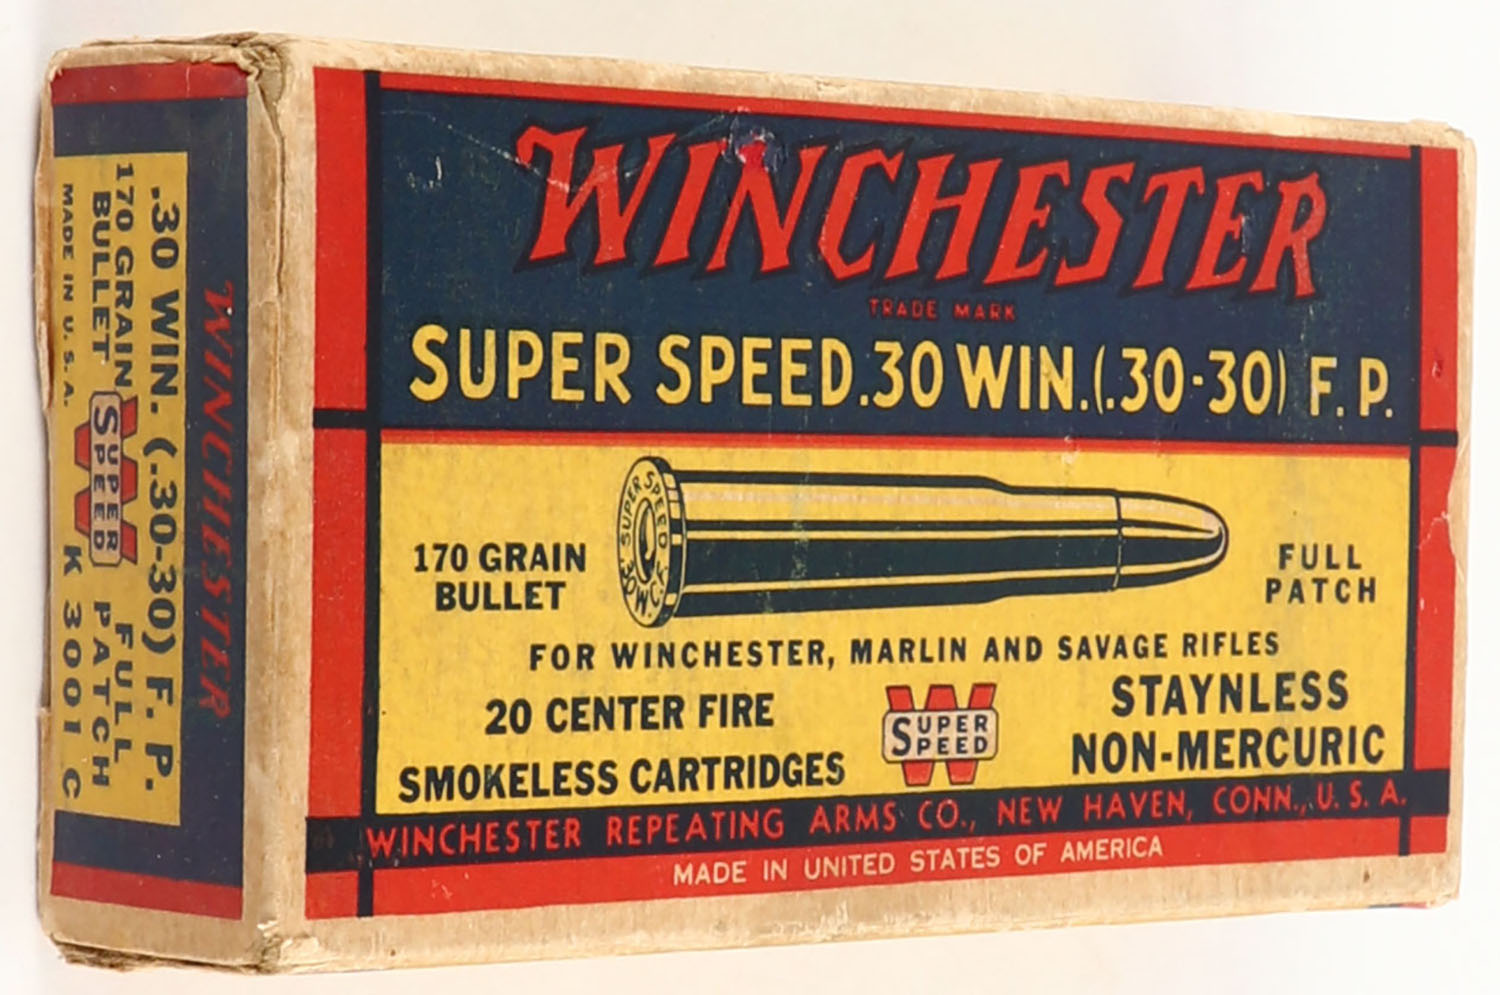 WINCHESTER
TRADE MARK
SUPER SPEED .30 WIN. (.30-30) F. P.
SUPER SPEED
30 W.C.F.
170 GRAIN
BULLET
FULL
PATCH
FOR WINCHESTER, MARLIN AND SAVAGE RIFLES
20 CENTER FIRE
SMOKELESS CARTRIDGES
W
SUPER
SPEED
STAYNLESS
NON-MERCURIC
WINCHESTER REPEATING ARMS CO., NEW HAVEN, CONN., U. S. A.
MADE IN UNITED STATES OF AMERICA
WINCHESTER
.30 WIN. (.30-30) F. P.
170 GRAIN
BULLET
W
SUPER
SPEED
FULL
PATCH
MADE IN U. S. A.
K 3001 C